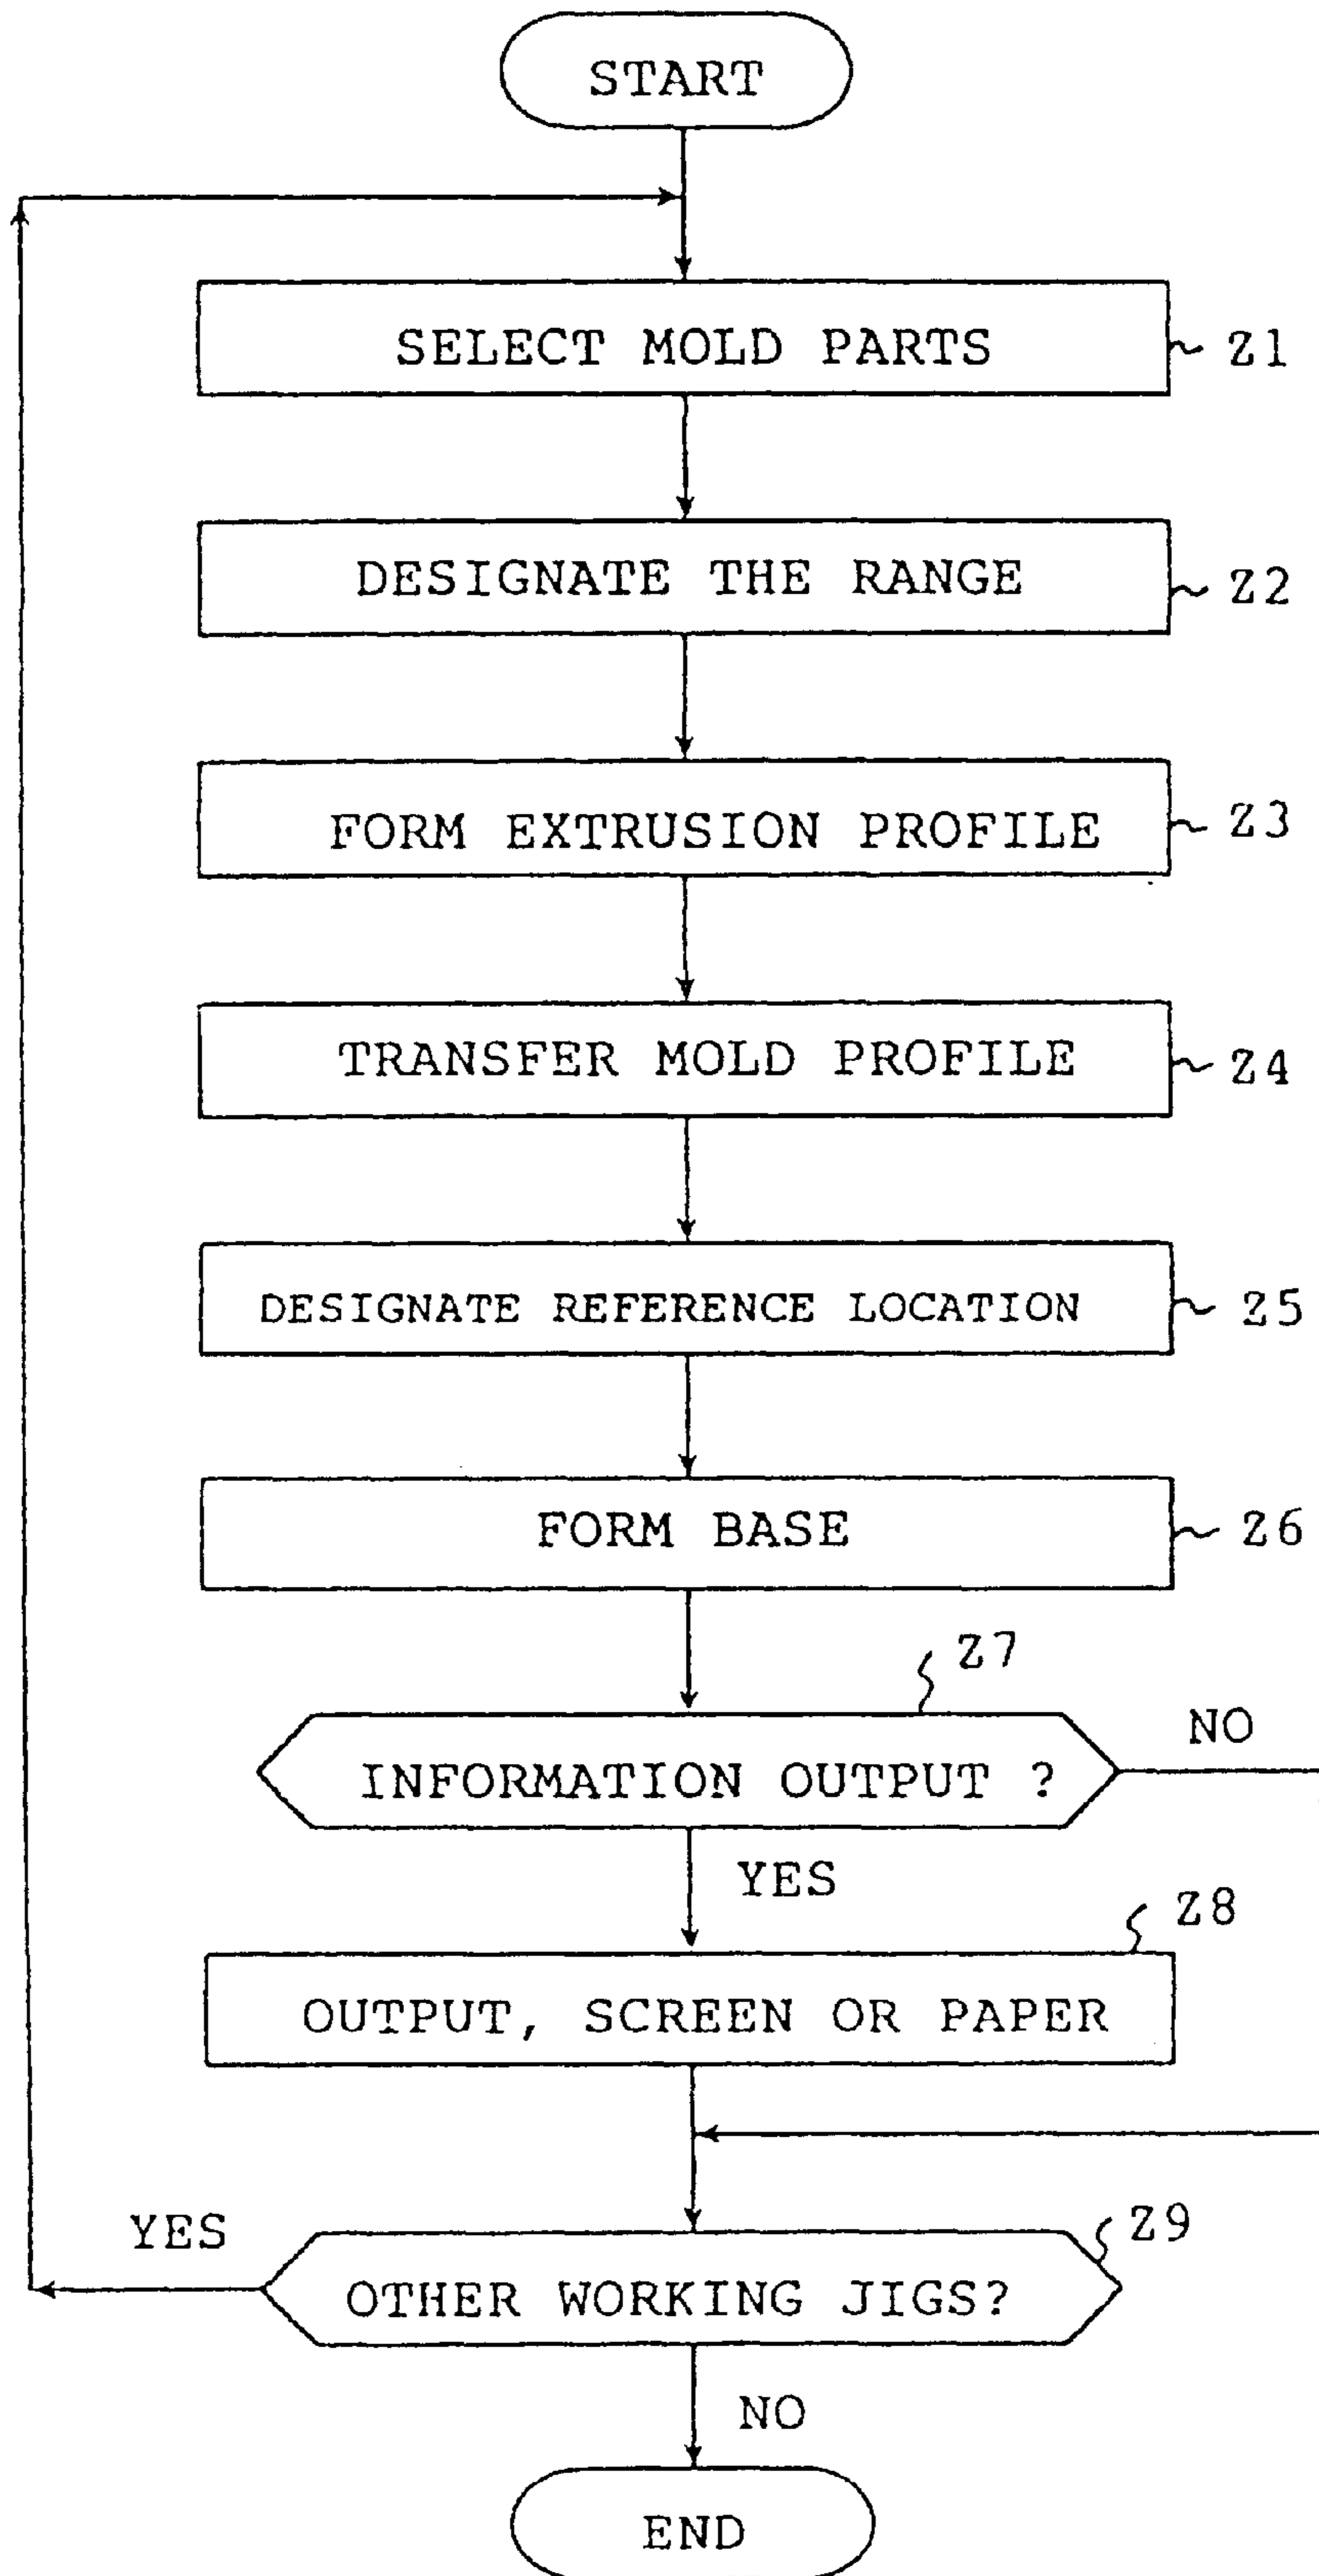 START
SELECT MOLD PARTS
Z1
DESIGNATE THE RANGE
Z2
FORM EXTRUSION PROFILE
Z3
TRANSFER MOLD PROFILE
Z4
DESIGNATE REFERENCE LOCATION
Z5
FORM BASE
Z6
Z7
INFORMATION OUTPUT ?
NO
YES
Z8
OUTPUT, SCREEN OR PAPER
YES
Z9
OTHER WORKING JIGS?
NO
END